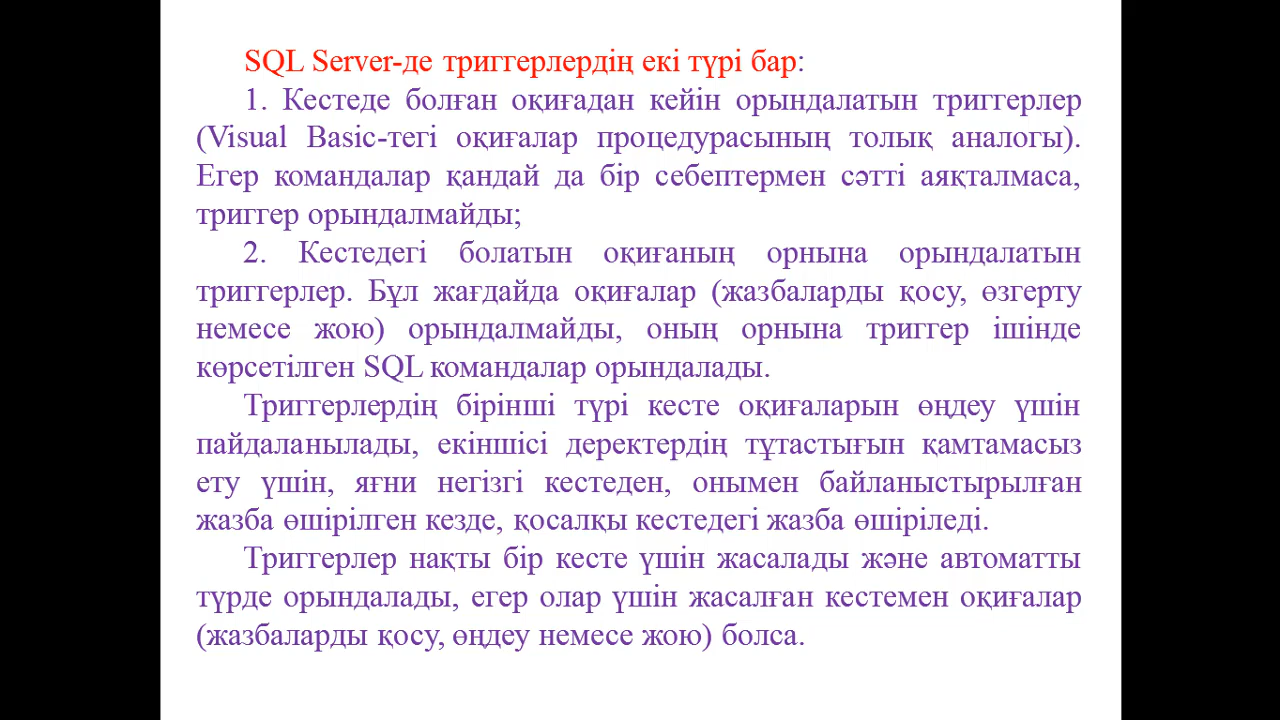 SQL Server-де триггерлердің екі түрі бар:
1. Кестеде болған оқиғадан кейін орындалатын триггерлер
(Visual Basic-тегі оқиғалар процедурасының толық аналогы).
Егер командалар қандай да бір себептермен сәтті аяқталмаса,
триггер орындалмайды;
2. Кестедегі болатын оқиғаның орнына орындалатын
триггерлер. Бұл жағдайда оқиғалар (жазбаларды қосу, өзгерту
немесе жою) орындалмайды, оның орнына триггер ішінде
көрсетілген SQL командалар орындалады.
Триггерлердің бірінші түрі кесте оқиғаларын өңдеу үшін
пайдаланылады, екіншісі деректердің тұтастығын қамтамасыз
ету үшін, яғни негізгі кестеден, онымен байланыстырылған
жазба өшірілген кезде, қосалқы кестедегі жазба өшіріледі.
Триггерлер нақты бір кесте үшін жасалады және автоматты
түрде орындалады, егер олар үшін жасалған кестемен оқиғалар
(жазбаларды қосу, өңдеу немесе жою) болса.